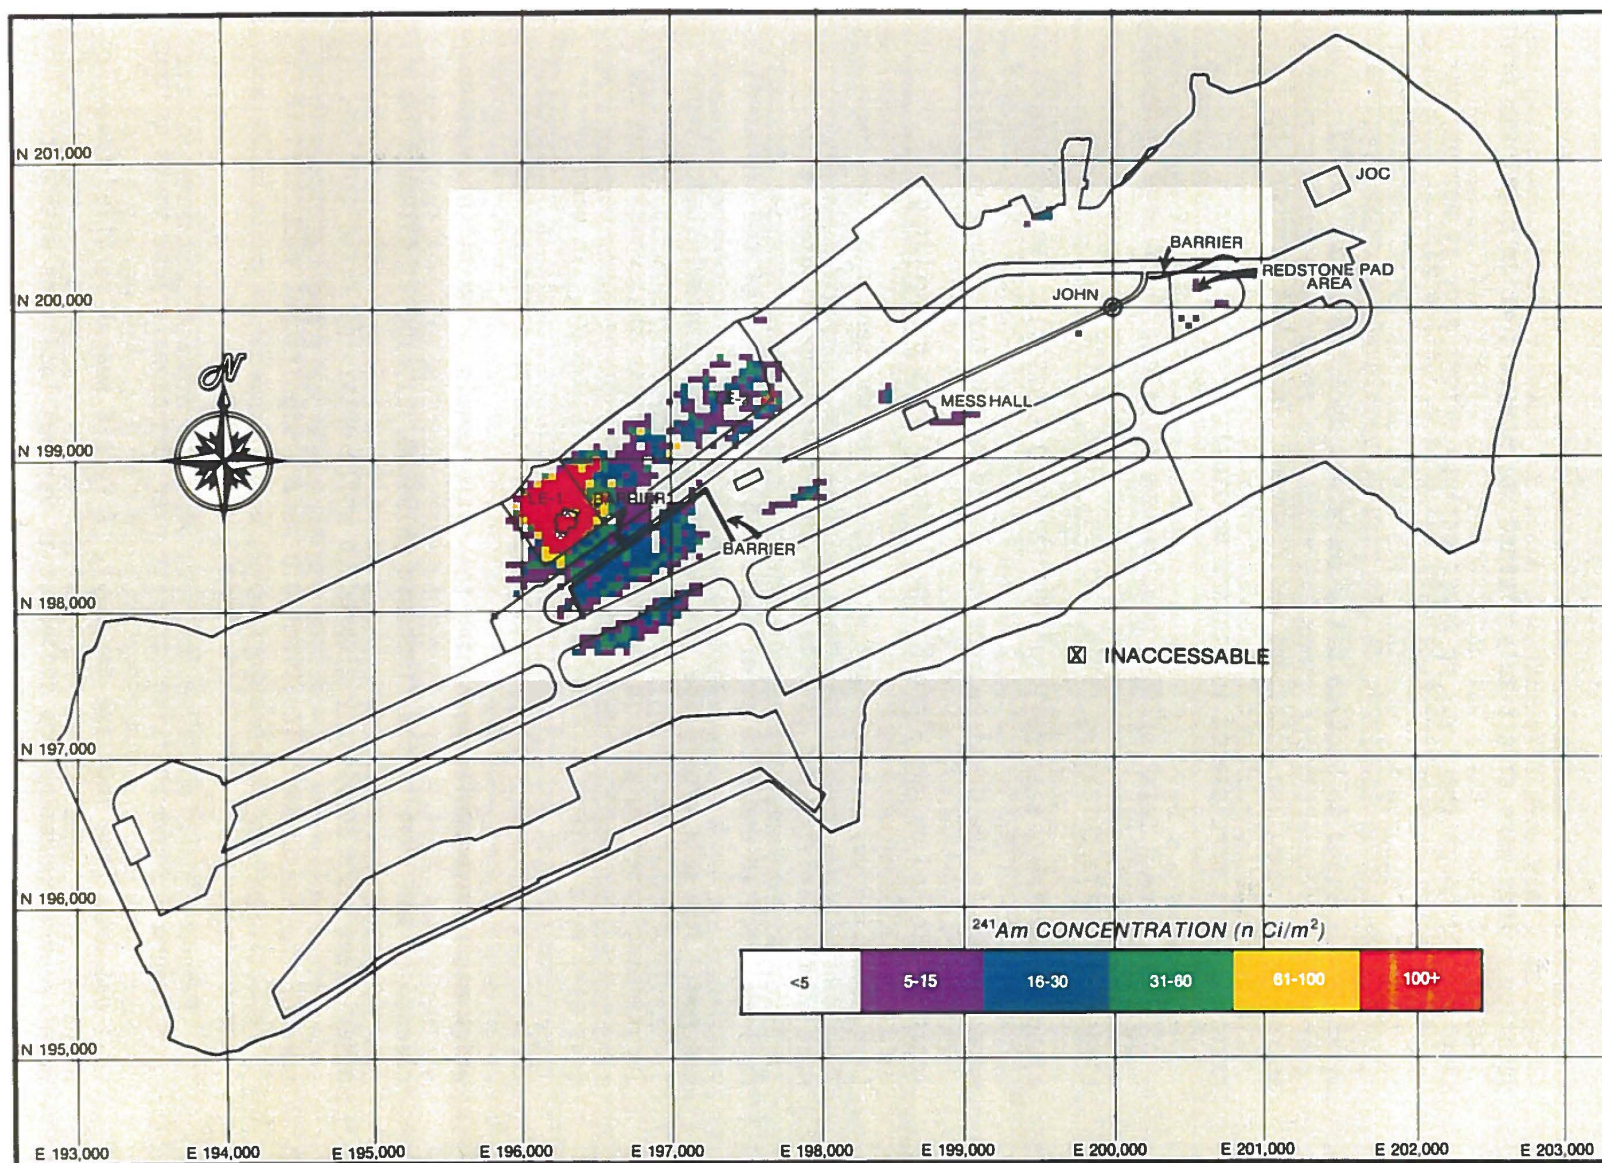 N 201,000
JOC
BARRIER
REDSTONE PAD
AREA
N 200,000
JOHN
N
MESS HALL
N 199,000
LE-1
BARRIER
BARRIER
N 198,000
X INACCESSABLE
N 197,000
N 196,000
²⁴¹Am CONCENTRATION (n Ci/m²)
<5 5-15 16-30 31-60 61-100 100+
N 195,000
E 193,000 E 194,000 E 195,000 E 196,000 E 197,000 E 198,000 E 199,000 E 200,000 E 201,000 E 202,000 E 203,000